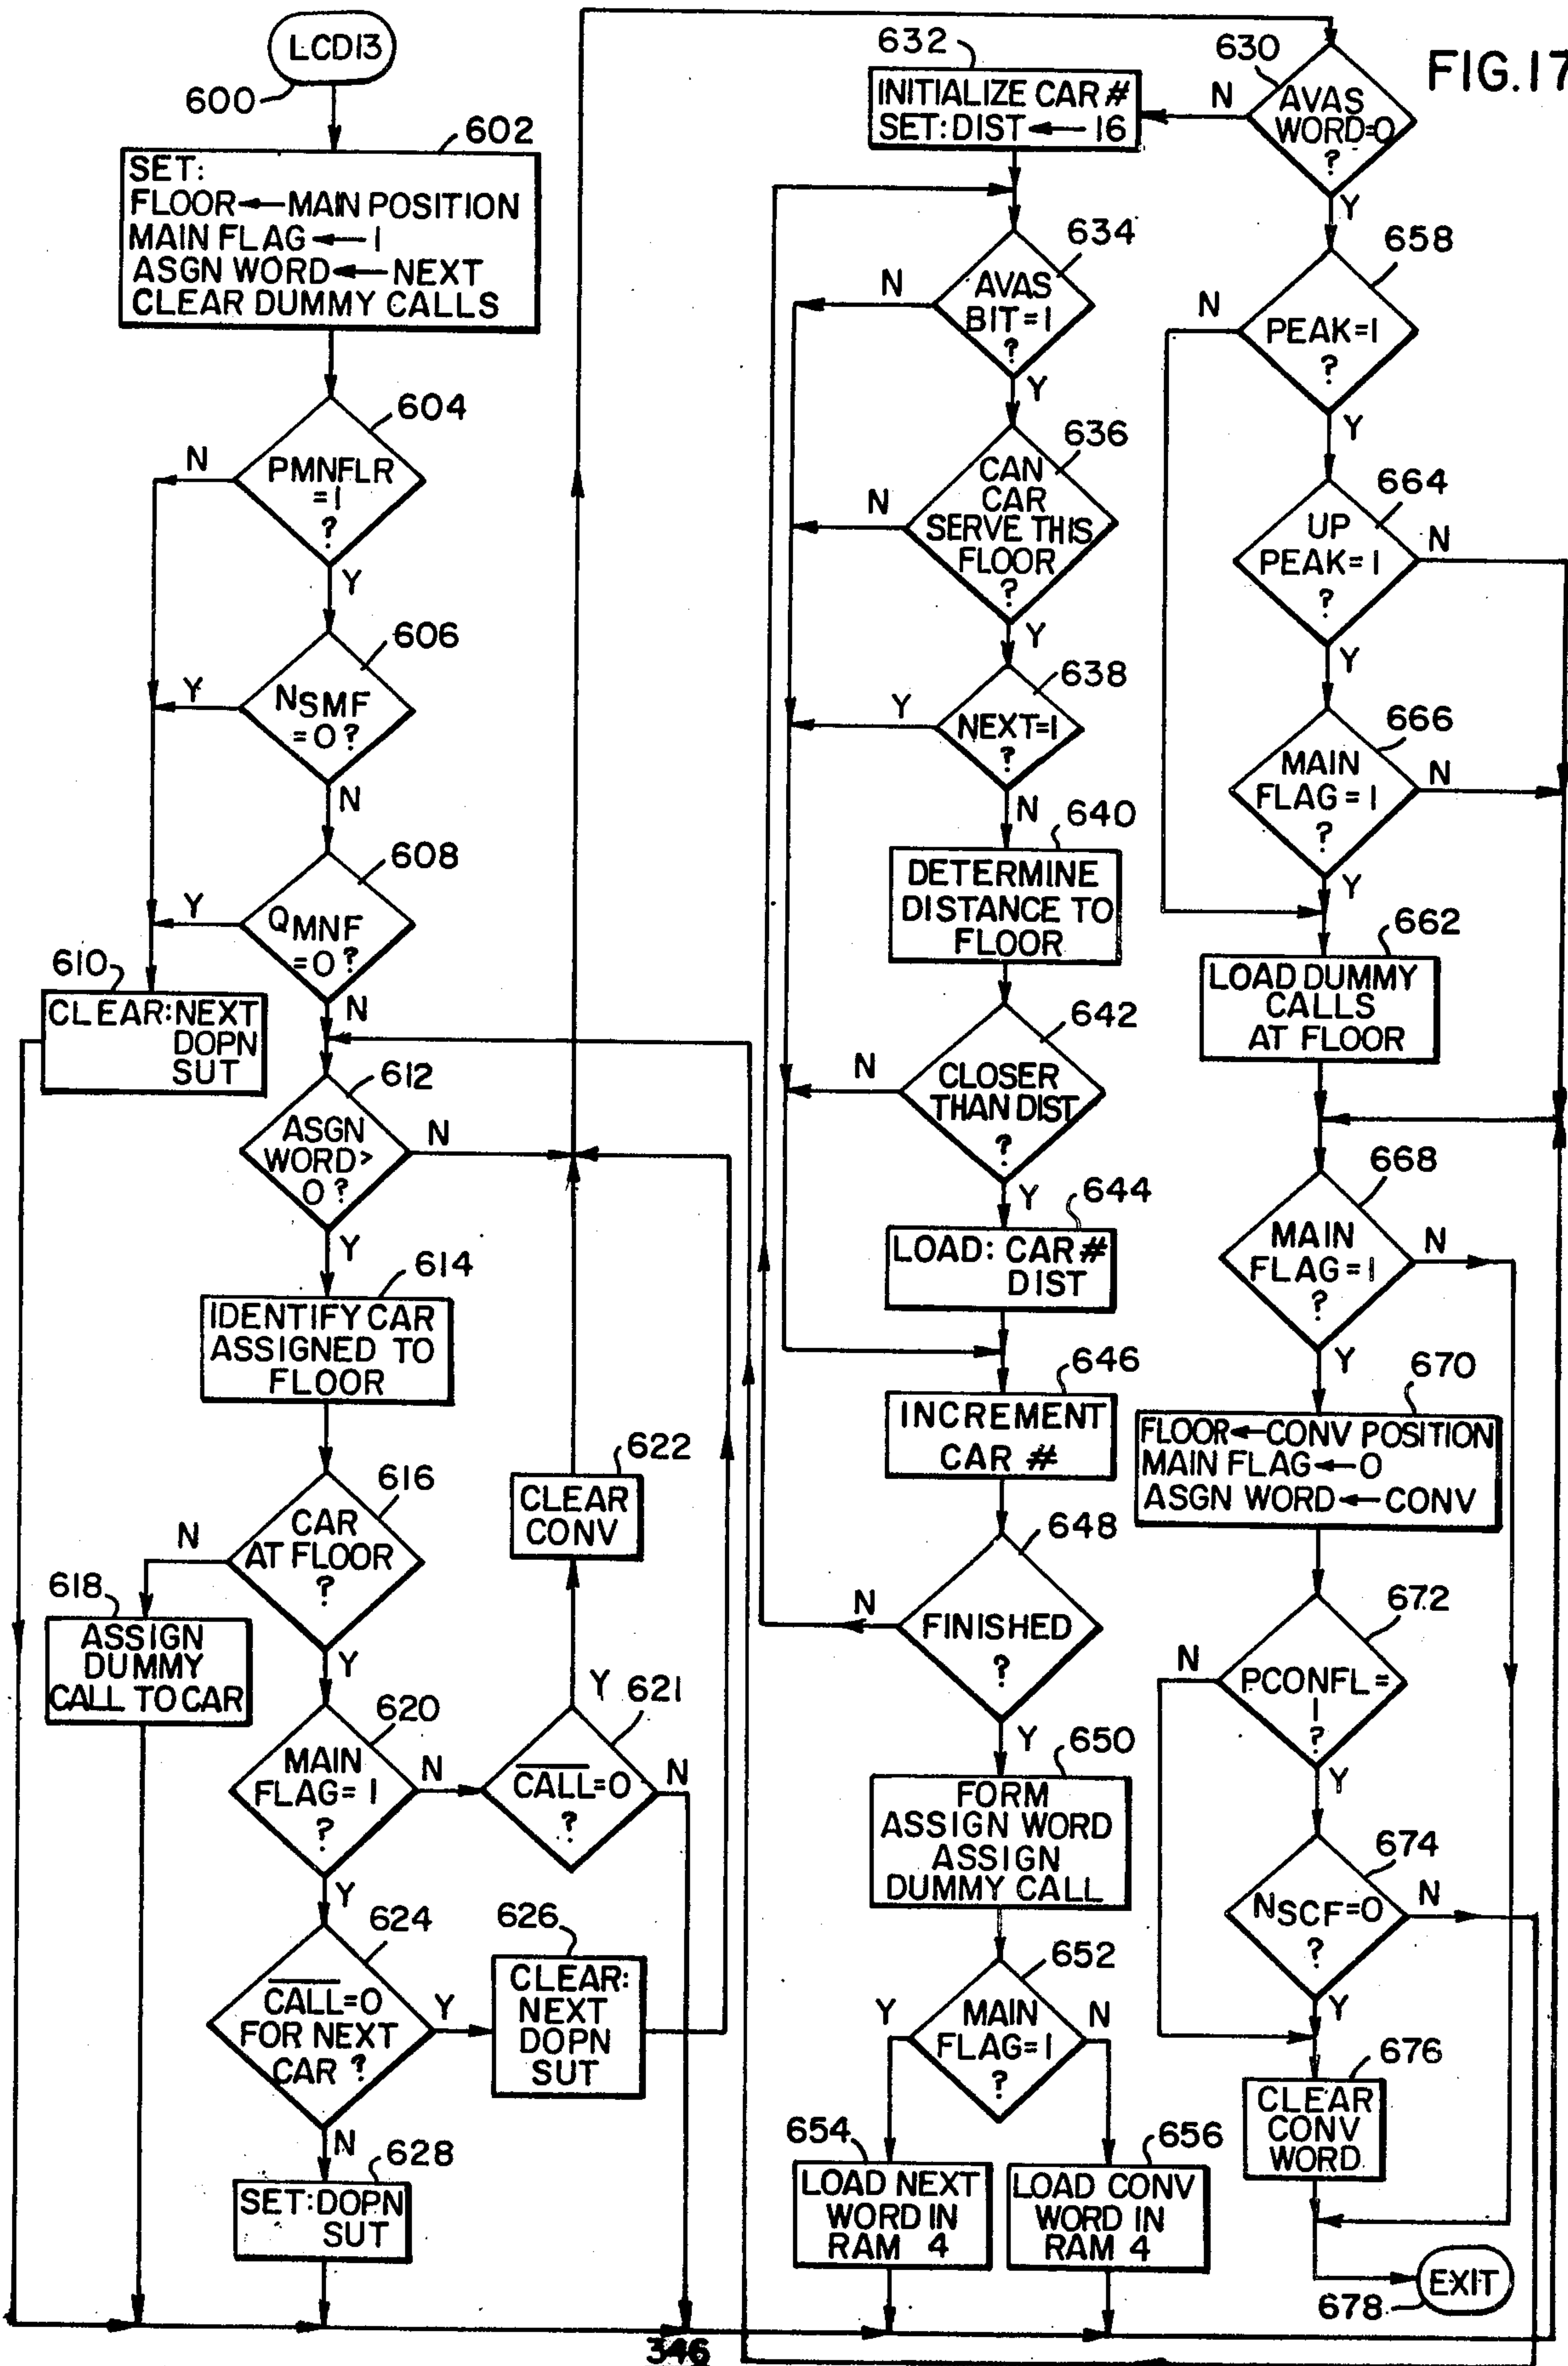 FIG.17
LCD13
600
602
SET:
FLOOR←MAIN POSITION
MAIN FLAG←1
ASGN WORD←NEXT
CLEAR DUMMY CALLS
604
PMNFLR
=1
?
N
Y
606
NSMF
=0?
Y
N
608
QMNF
=0?
Y
N
610
CLEAR:NEXT
DOPN
SUT
612
ASGN
WORD>
0?
N
Y
614
IDENTIFY CAR
ASSIGNED TO
FLOOR
616
CAR
AT FLOOR
?
N
Y
618
ASSIGN
DUMMY
CALL TO CAR
620
MAIN
FLAG=1
?
N
Y
621
C̅A̅L̅L̅=0
?
Y
N
622
CLEAR
CONV
624
C̅A̅L̅L̅=0
FOR NEXT
CAR?
Y
N
626
CLEAR:
NEXT
DOPN
SUT
628
SET:DOPN
SUT
630
AVAS
WORD=0
?
N
Y
632
INITIALIZE CAR #
SET:DIST←16
634
AVAS
BIT=1
?
N
Y
636
CAN
CAR
SERVE THIS
FLOOR
?
N
Y
638
NEXT=1
?
Y
N
640
DETERMINE
DISTANCE TO
FLOOR
642
CLOSER
THAN DIST
?
N
Y
644
LOAD: CAR #
DIST
646
INCREMENT
CAR #
648
FINISHED
?
N
Y
650
FORM
ASSIGN WORD
ASSIGN
DUMMY CALL
652
MAIN
FLAG=1
?
Y
N
654
LOAD NEXT
WORD IN
RAM 4
656
LOAD CONV
WORD IN
RAM 4
658
PEAK=1
?
N
Y
664
UP
PEAK=1
?
N
Y
666
MAIN
FLAG=1
?
N
Y
662
LOAD DUMMY
CALLS
AT FLOOR
668
MAIN
FLAG=1
?
N
Y
670
FLOOR←CONV POSITION
MAIN FLAG←0
ASGN WORD←CONV
672
PCONFL=
1
?
N
Y
674
NSCF=0
?
N
Y
676
CLEAR
CONV
WORD
EXIT
678
346